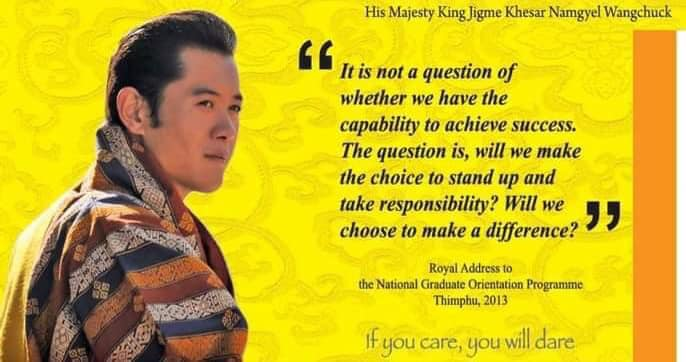 His Majesty King Jigme Khesar Namgyel Wangchuck
“ It is not a question of
whether we have the
capability to achieve success.
The question is, will we make
the choice to stand up and
take responsibility? Will we
choose to make a difference? ”
Royal Address to
the National Graduate Orientation Programme
Thimphu, 2013
If you care, you will dare